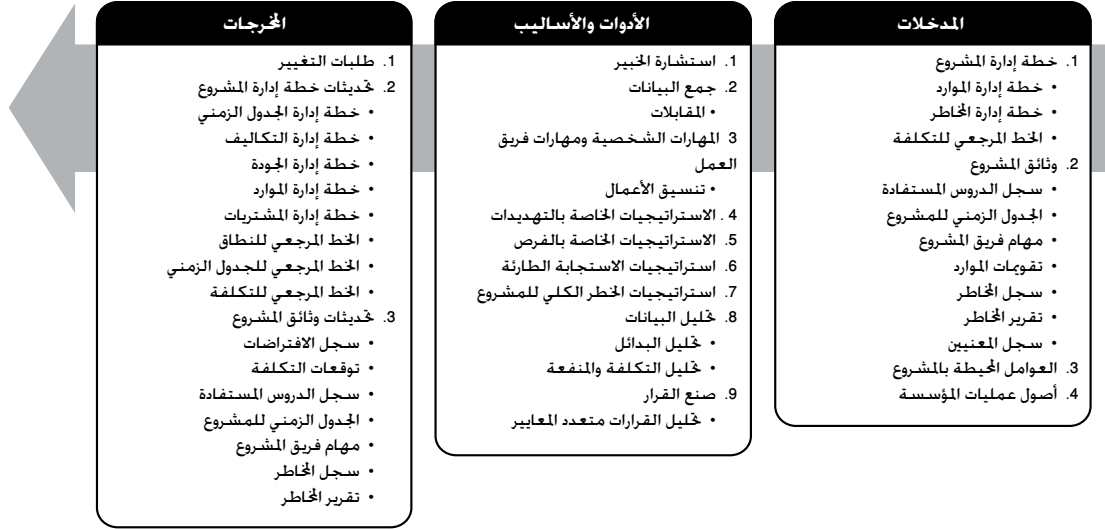 المدخلات
1. خطة إدارة المشروع
• خطة إدارة الموارد
• خطة إدارة المخاطر
• الخط المرجعي للتكلفة
2. وثائق المشروع
• سجل الدروس المستفادة
• الجدول الزمني للمشروع
• مهام فريق المشروع
• تقويمات الموارد
• سجل المخاطر
• تقرير المخاطر
• سجل المعنيين
3. العوامل المحيطة بالمشروع
4. أصول عمليات المؤسسة
الأدوات والأساليب
1. استشارة الخبير
2. جمع البيانات
• المقابلات
3 المهارات الشخصية ومهارات فريق
العمل
• تنسيق الأعمال
4 . الاستراتيجيات الخاصة بالتهديدات
5. الاستراتيجيات الخاصة بالفرص
6. استراتيجيات الاستجابة الطارئة
7. استراتيجيات الخطر الكلي للمشروع
8. تحليل البيانات
• تحليل البدائل
• تحليل التكلفة والمنفعة
9. صنع القرار
• تحليل القرارات متعدد المعايير
المخرجات
1. طلبات التغيير
2. تحديثات خطة إدارة المشروع
• خطة إدارة الجدول الزمني
• خطة إدارة التكاليف
• خطة إدارة الجودة
• خطة إدارة الموارد
• خطة إدارة المشتريات
• الخط المرجعي للنطاق
• الخط المرجعي للجدول الزمني
• الخط المرجعي للتكلفة
3. تحديثات وثائق المشروع
• سجل الافتراضات
• توقعات التكلفة
• سجل الدروس المستفادة
• الجدول الزمني للمشروع
• مهام فريق المشروع
• سجل المخاطر
• تقرير المخاطر